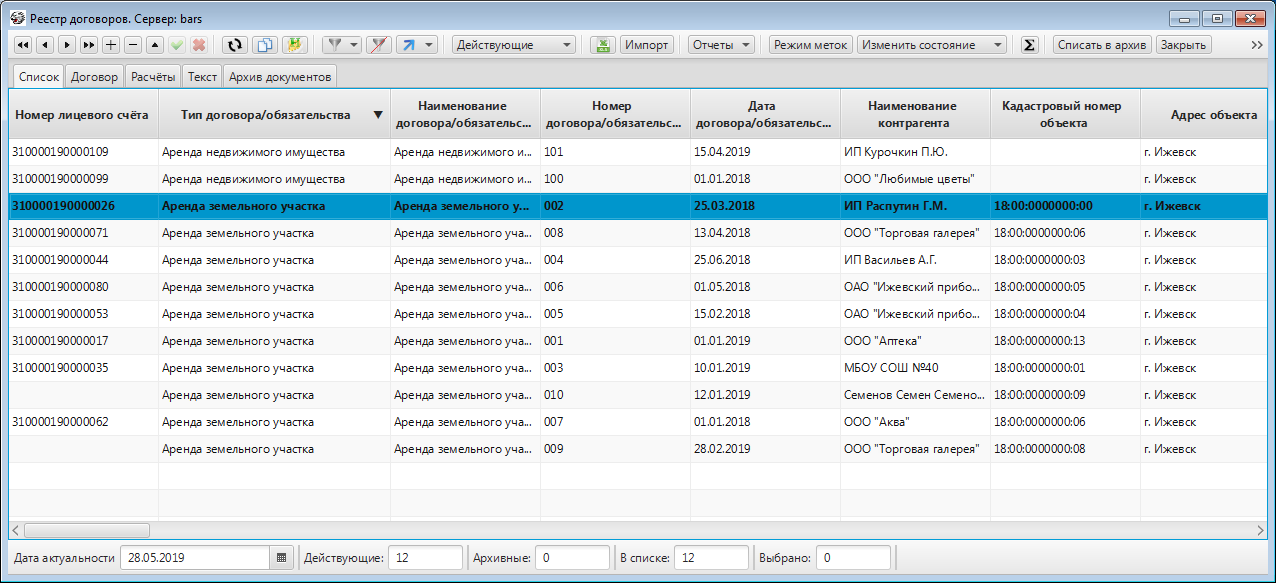 Реестр договоров. Сервер: bars
Действующие Импорт Отчеты Режим меток Изменить состояние Σ Списать в архив Закрыть
Список Договор Расчёты Текст Архив документов
Номер лицевого счёта Тип договора/обязательства Наименование договора/обязательс... Номер договора/обязательс... Дата договора/обязательс... Наименование контрагента Кадастровый номер объекта Адрес объекта
310000190000109 Аренда недвижимого имущества Аренда недвижимого и... 101 15.04.2019 ИП Курочкин П.Ю. г. Ижевск
310000190000099 Аренда недвижимого имущества Аренда недвижимого и... 100 01.01.2018 ООО "Любимые цветы" г. Ижевск
310000190000026 Аренда земельного участка Аренда земельного у... 002 25.03.2018 ИП Распутин Г.М. 18:00:0000000:00 г. Ижевск
310000190000071 Аренда земельного участка Аренда земельного уча... 008 13.04.2018 ООО "Торговая галерея" 18:00:0000000:06 г. Ижевск
310000190000044 Аренда земельного участка Аренда земельного уча... 004 25.06.2018 ИП Васильев А.Г. 18:00:0000000:03 г. Ижевск
310000190000080 Аренда земельного участка Аренда земельного уча... 006 01.05.2018 ОАО "Ижевский прибо... 18:00:0000000:05 г. Ижевск
310000190000053 Аренда земельного участка Аренда земельного уча... 005 15.02.2018 ОАО "Ижевский прибо... 18:00:0000000:04 г. Ижевск
310000190000017 Аренда земельного участка Аренда земельного уча... 001 01.01.2019 ООО "Аптека" 18:00:0000000:13 г. Ижевск
310000190000035 Аренда земельного участка Аренда земельного уча... 003 10.01.2019 МБОУ СОШ №40 18:00:0000000:01 г. Ижевск
Аренда земельного участка Аренда земельного уча... 010 12.01.2019 Семенов Семен Семено... 18:00:0000000:09 г. Ижевск
310000190000062 Аренда земельного участка Аренда земельного уча... 007 01.01.2018 ООО "Аква" 18:00:0000000:06 г. Ижевск
Аренда земельного участка Аренда земельного уча... 009 28.02.2019 ООО "Торговая галерея" 18:00:0000000:08 г. Ижевск
Дата актуальности 28.05.2019 Действующие: 12 Архивные: 0 В списке: 12 Выбрано: 0